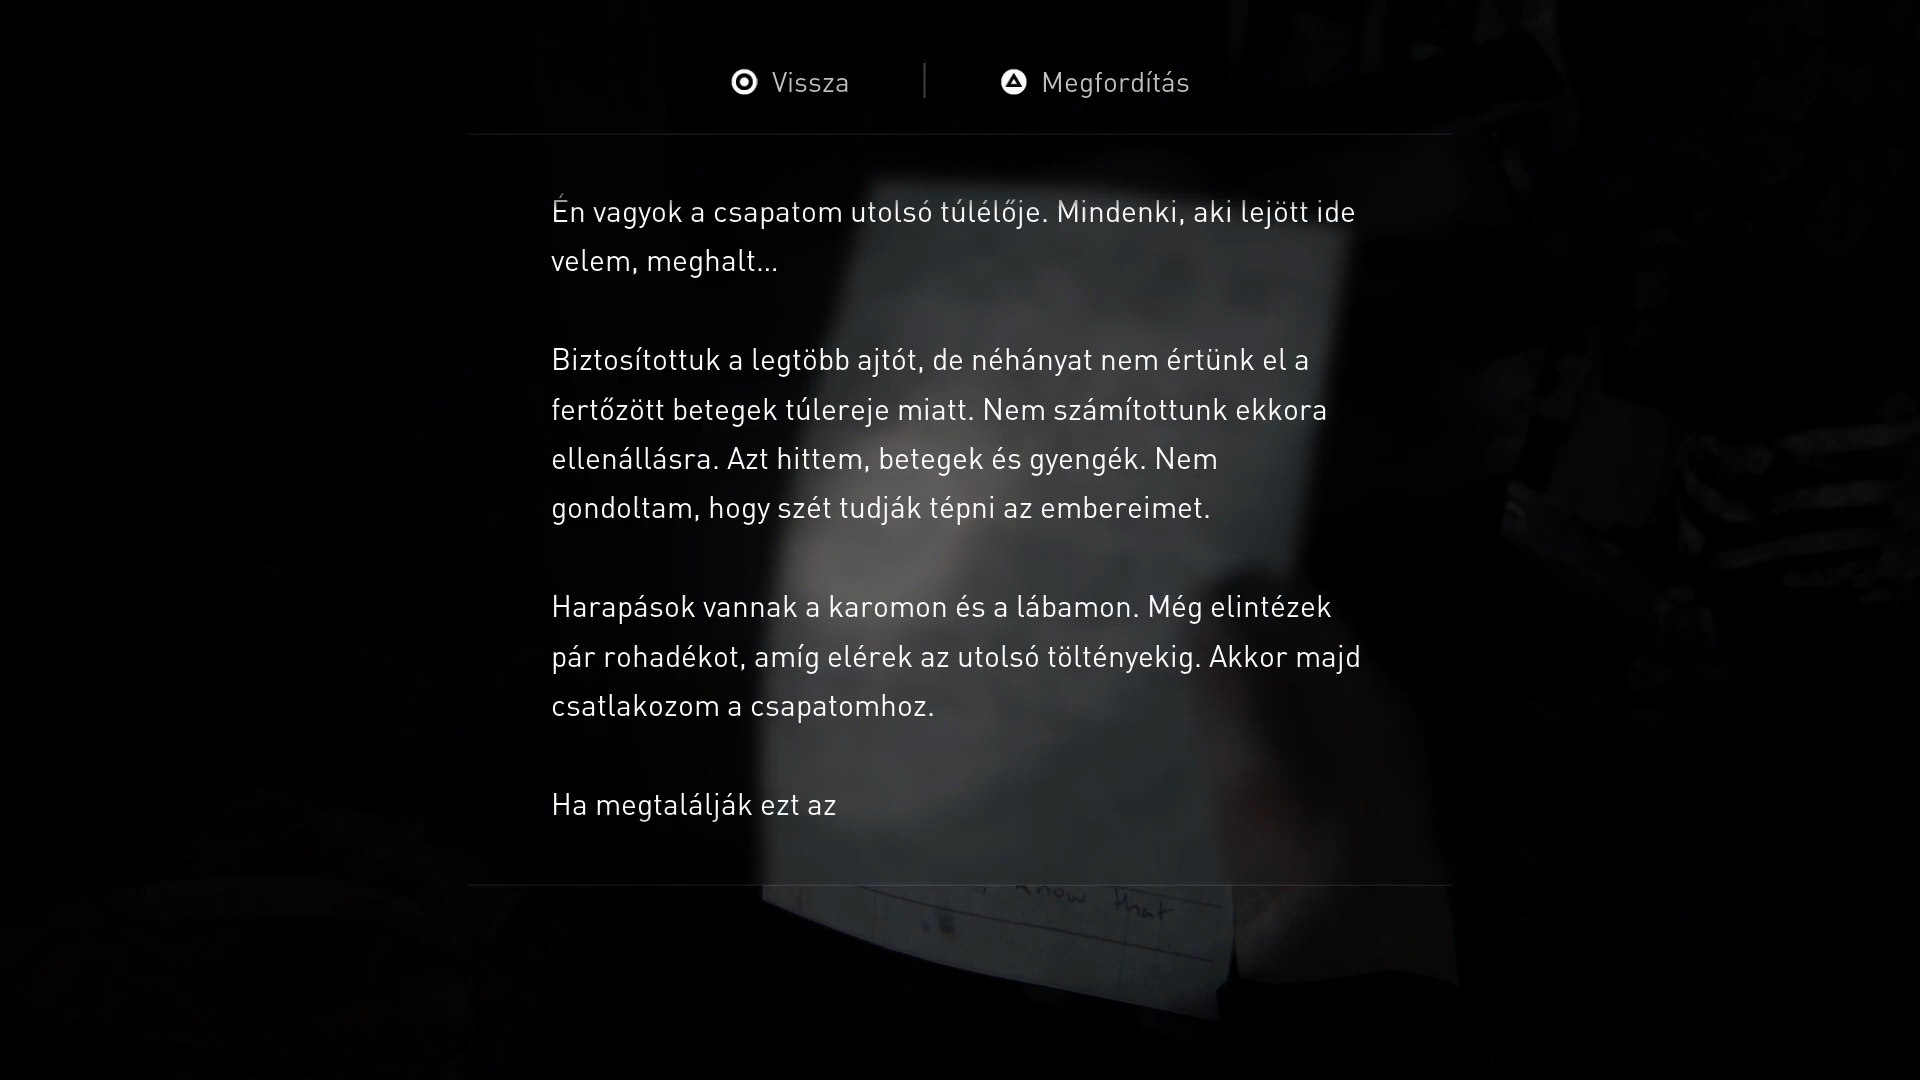 Vissza
Megfordítás
Én vagyok a csapatom utolsó túlélője. Mindenki, aki lejött ide
velem, meghalt...
Biztosítottuk a legtöbb ajtót, de néhányat nem értünk el a
fertőzött betegek túlereje miatt. Nem számítottunk ekkora
ellenállásra. Azt hittem, betegek és gyengék. Nem
gondoltam, hogy szét tudják tépni az embereimet.
Harapások vannak a karomon és a lábamon. Még elintézek
pár rohadékot, amíg elérek az utolsó töltényekig. Akkor majd
csatlakozom a csapatomhoz.
Ha megtalálják ezt az
know that